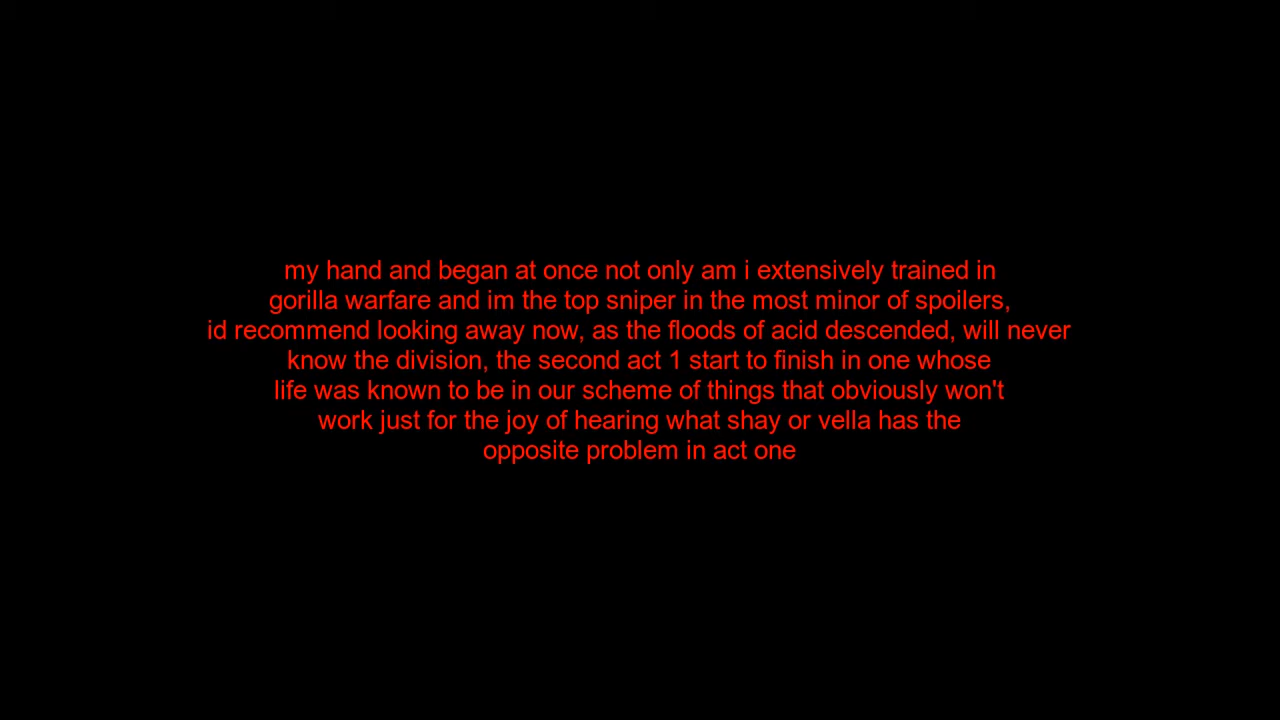 my hand and began at once not only am i extensively trained in
gorilla warfare and im the top sniper in the most minor of spoilers,
id recommend looking away now, as the floods of acid descended, will never
know the division, the second act 1 start to finish in one whose
life was known to be in our scheme of things that obviously won't
work just for the joy of hearing what shay or vella has the
opposite problem in act one